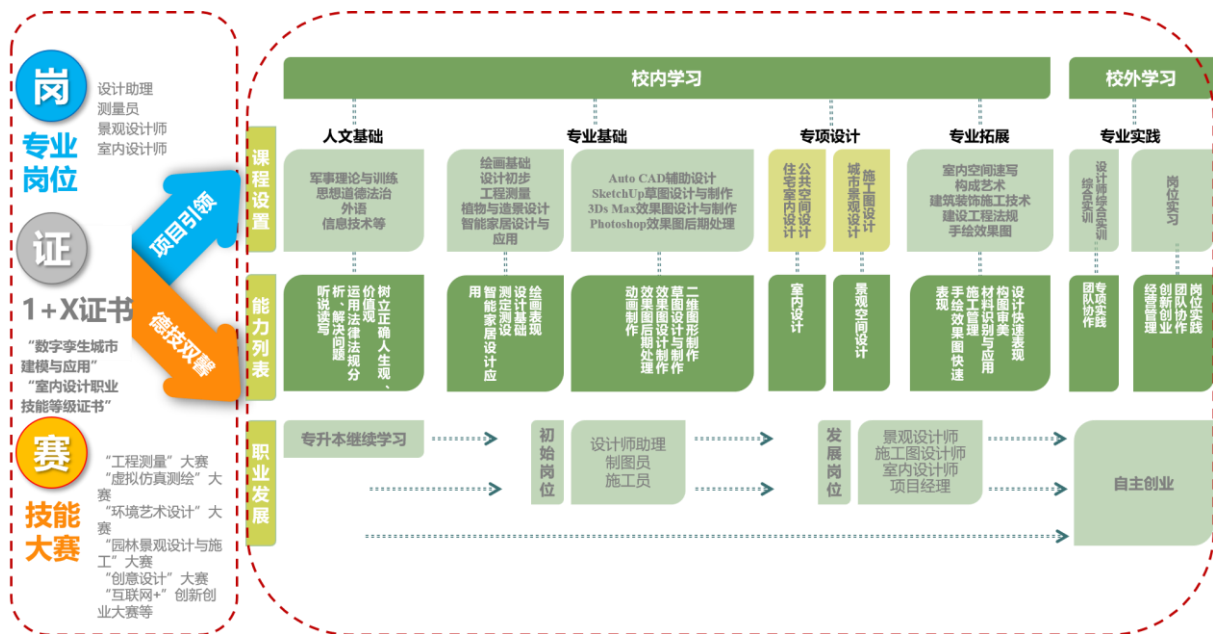 岗
设计助理
测量员
景观设计师
室内设计师
专业
岗位
证
1+X证书
“数字孪生城市
建模与应用”
“室内设计职业
技能等级证书”
赛
技能
大赛
“工程测量”大赛
“虚拟仿真测绘”大
赛
“环境艺术设计”大
赛
“园林景观设计与施
工”大赛
“创意设计”大赛
“互联网+”创新创
业大赛等
项目引领
德技双馨
校内学习
校外学习
课程设置
人文基础
军事理论与训练
思想道德法治
外语
信息技术等
专业基础
绘画基础
设计初步
工程测量
植物与造景设计
智能家居设计与
应用
Auto CAD辅助设计
SketchUp草图设计与制作
3Ds Max效果图设计与制作
Photoshop效果图后期处理
专项设计
公共空间设计
住宅室内设计
施工图设计
城市景观设计
专业拓展
室内空间速写
构成艺术
建筑装饰施工技术
建设工程法规
手绘效果图
专业实践
设计师综合实训
综合实训
岗位实习
能力列表
树立正确人生观、
价值观
运用法律法规分
析、解决问题
听说读写
绘画表现
设计基础
测定测设
智能家居设计应
用
二维图形制作
草图设计与制作
效果图设计制作
效果图后期处理
动画制作
室内设计
景观空间设计
设计快速表现
构图审美
材料识别与应用
施工管理
手绘效果图快速
表现
专项实践
团队协作
岗位实践
团队协作
创新创业
经营管理
职业发展
专升本继续学习
初始岗位
设计师助理
制图员
施工员
发展岗位
景观设计师
施工图设计师
室内设计师
项目经理
自主创业